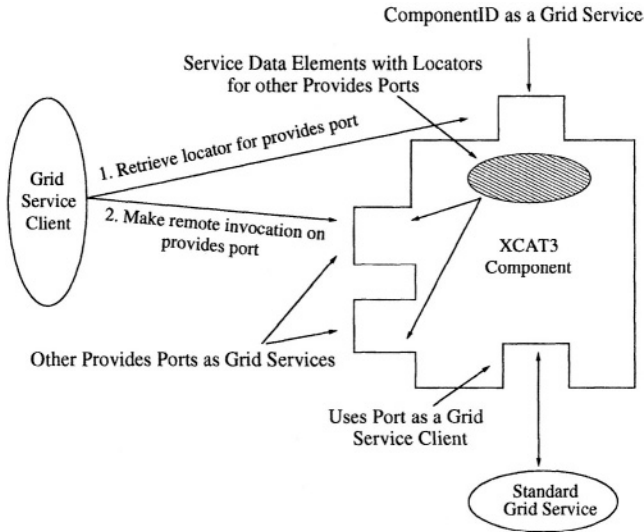 ComponentID as a Grid Service
Service Data Elements with Locators
for other Provides Ports
1. Retrieve locator for provides port
Grid
Service
Client
2. Make remote invocation on
provides port
XCAT3
Component
Other Provides Ports as Grid Services
Uses Port as a Grid
Service Client
Standard
Grid Service